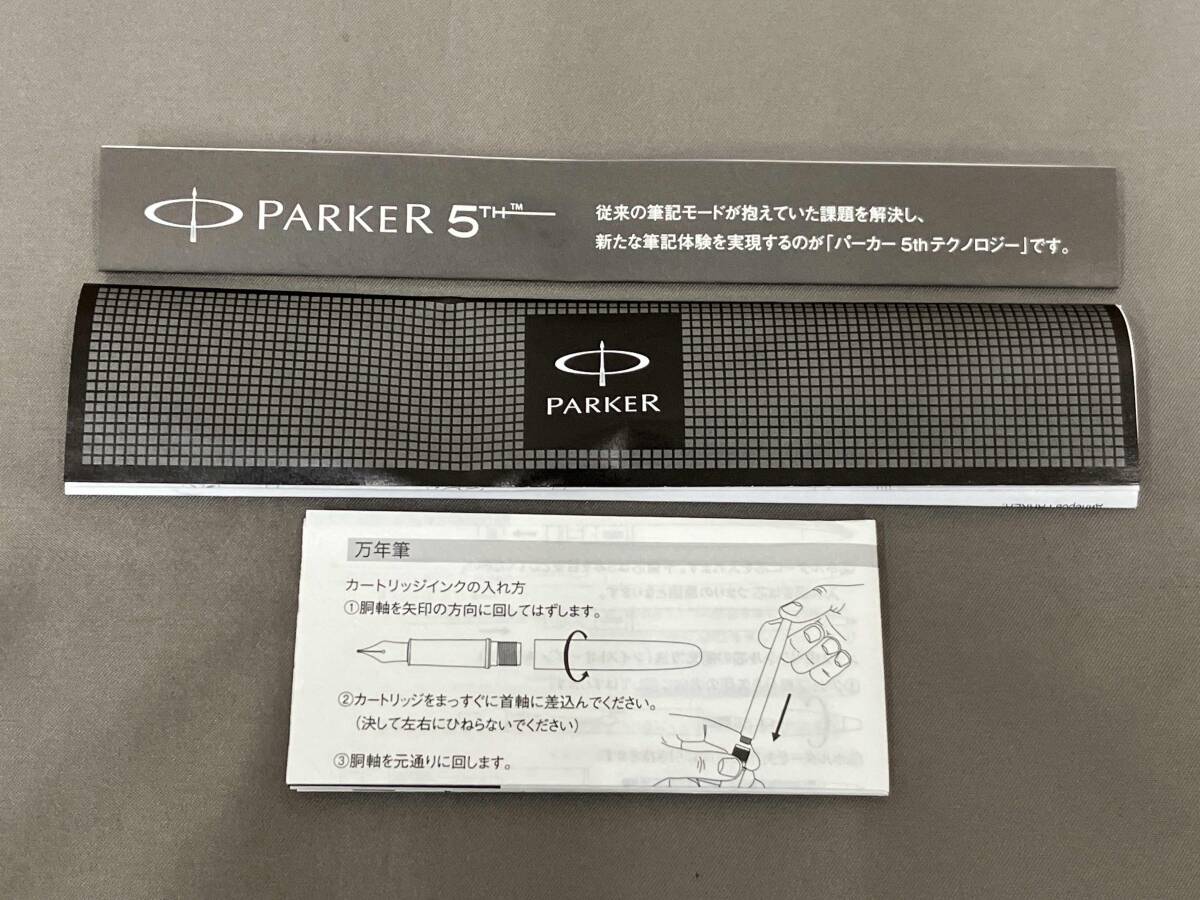 PARKER 5TH™
従来の筆記モードが抱えていた課題を解決し、
新たな筆記体験を実現するのが「パーカー 5thテクノロジー」です。
PARKER
万年筆
カートリッジインクの入れ方
①胴軸を矢印の方向に回してはずします。
②カートリッジをまっすぐに首軸に差込んでください。
(決して左右にひねらないでください)
③胴軸を元通りに回します。